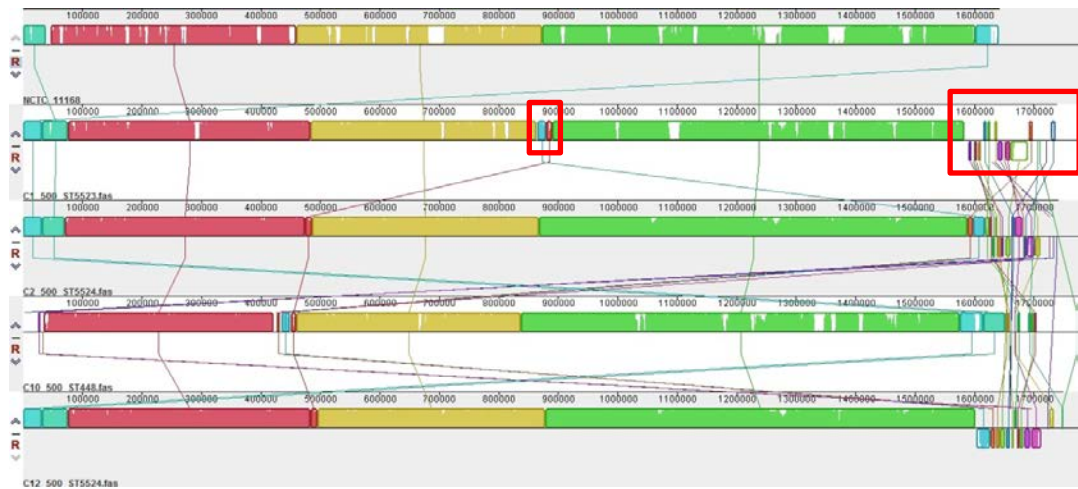 100000 200000 300000 400000 500000 600000 700000 800000 900000 1000000 1100000 1200000 1300000 1400000 1500000 1600000
R
NCTC 11168
100000 200000 300000 400000 500000 600000 700000 800000 900000 1000000 1100000 1200000 1300000 1400000 1500000 1600000 1700000
R
C1_500_ST5523.fas
100000 200000 300000 400000 500000 600000 700000 800000 900000 1000000 1100000 1200000 1300000 1400000 1500000 1600000 1700000
R
C2_500_ST5524.fas
100000 200000 300000 400000 500000 600000 700000 800000 900000 1000000 1100000 1200000 1300000 1400000 1500000 1600000 1700000
R
C10_500_ST448.fas
100000 200000 300000 400000 500000 600000 700000 800000 900000 1000000 1100000 1200000 1300000 1400000 1500000 1600000 1700000
R
C12_500_ST5524.fas